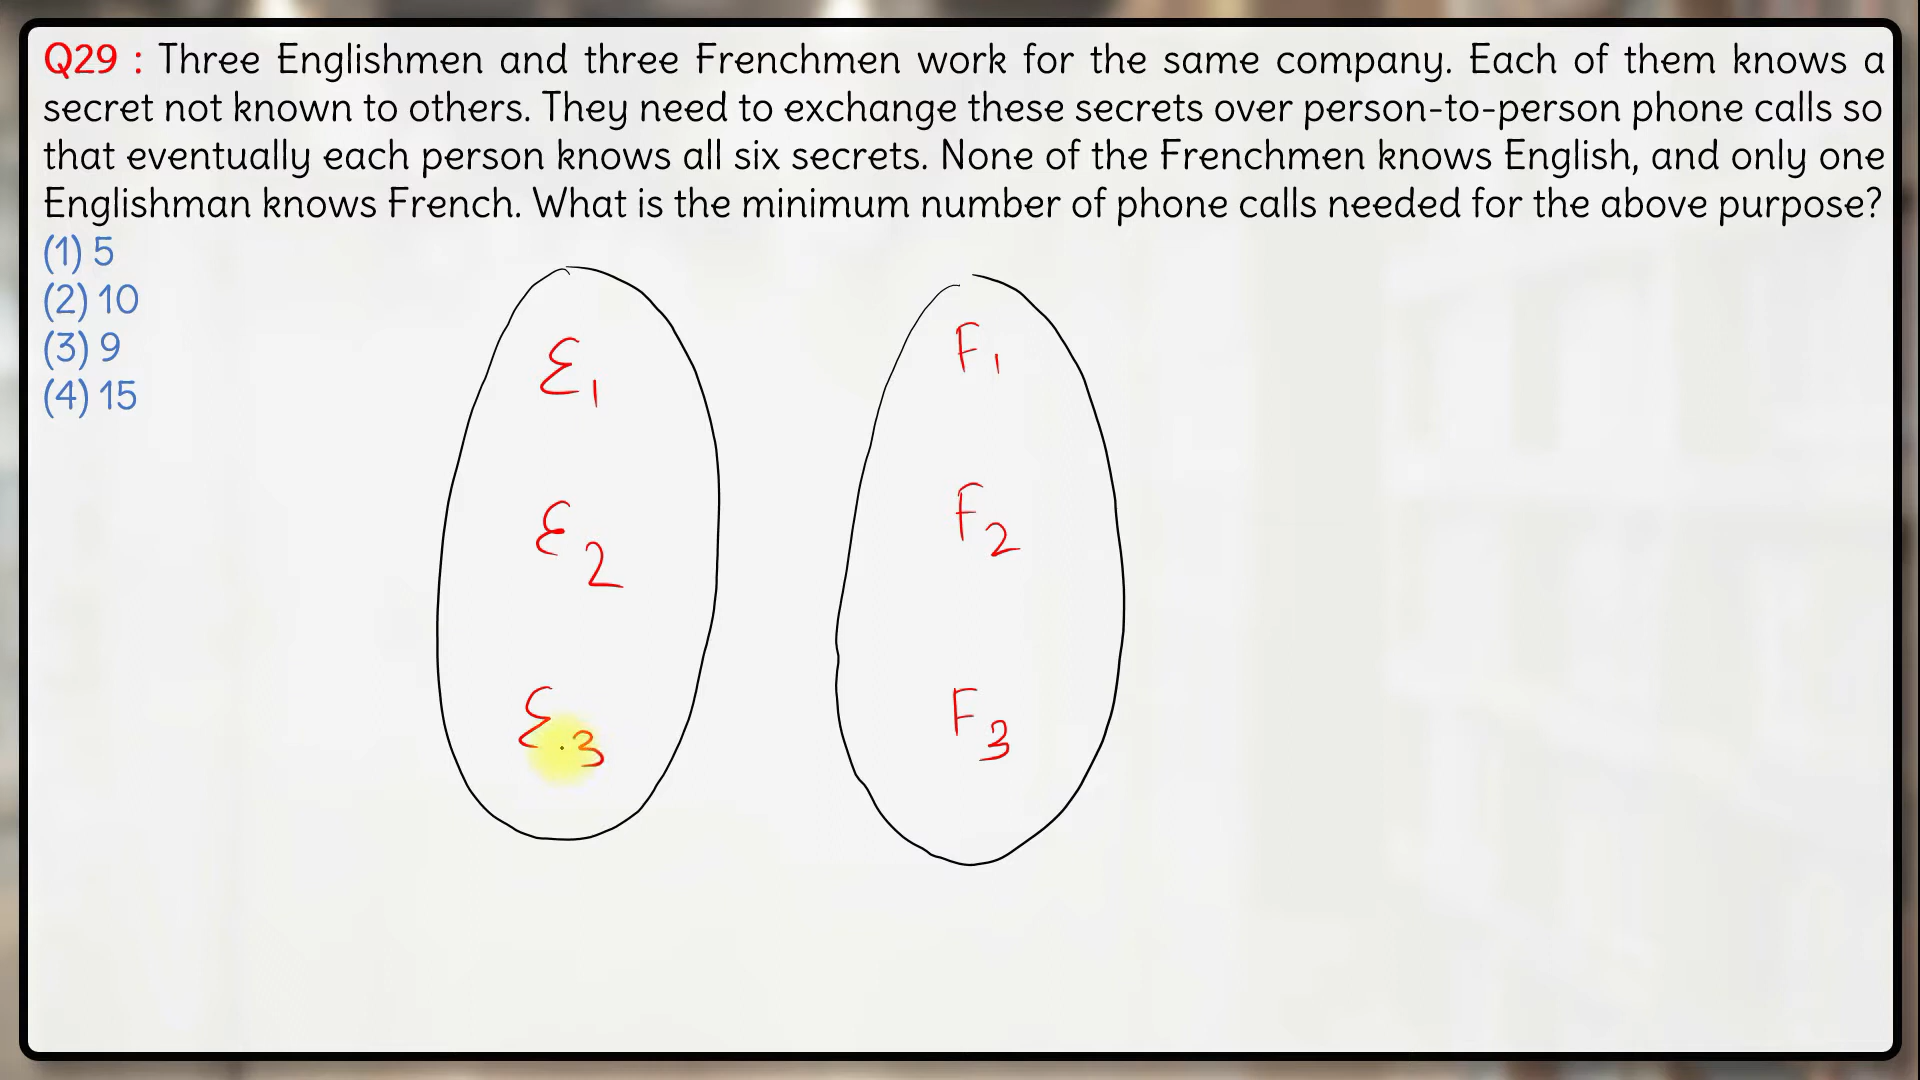 Q29 : Three Englishmen and three Frenchmen work for the same company. Each of them knows a
secret not known to others. They need to exchange these secrets over person-to-person phone calls so
that eventually each person knows all six secrets. None of the Frenchmen knows English, and only one
Englishman knows French. What is the minimum number of phone calls needed for the above purpose?
(1) 5
(2) 10
(3) 9
(4) 15
E1 F1
E2 F2
E3 F3